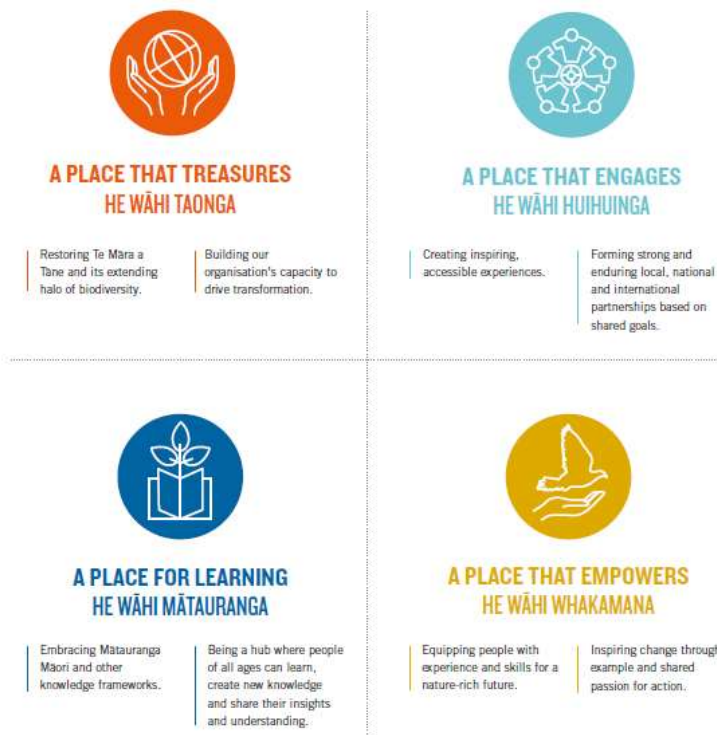 A PLACE THAT TREASURES
HE WĀHI TAONGA
Restoring Te Māra a
Tāne and its extending
halo of biodiversity.
Building our
organisation's capacity to
drive transformation.
A PLACE THAT ENGAGES
HE WĀHI HUIHUINGA
Creating inspiring,
accessible experiences.
Forming strong and
enduring local, national
and international
partnerships based on
shared goals.
A PLACE FOR LEARNING
HE WĀHI MĀTAURANGA
Embracing Mātauranga
Māori and other
knowledge frameworks.
Being a hub where people
of all ages can learn,
create new knowledge
and share their insights
and understanding.
A PLACE THAT EMPOWERS
HE WĀHI WHAKAMANA
Equipping people with
experience and skills for a
nature-rich future.
Inspiring change through
example and shared
passion for action.